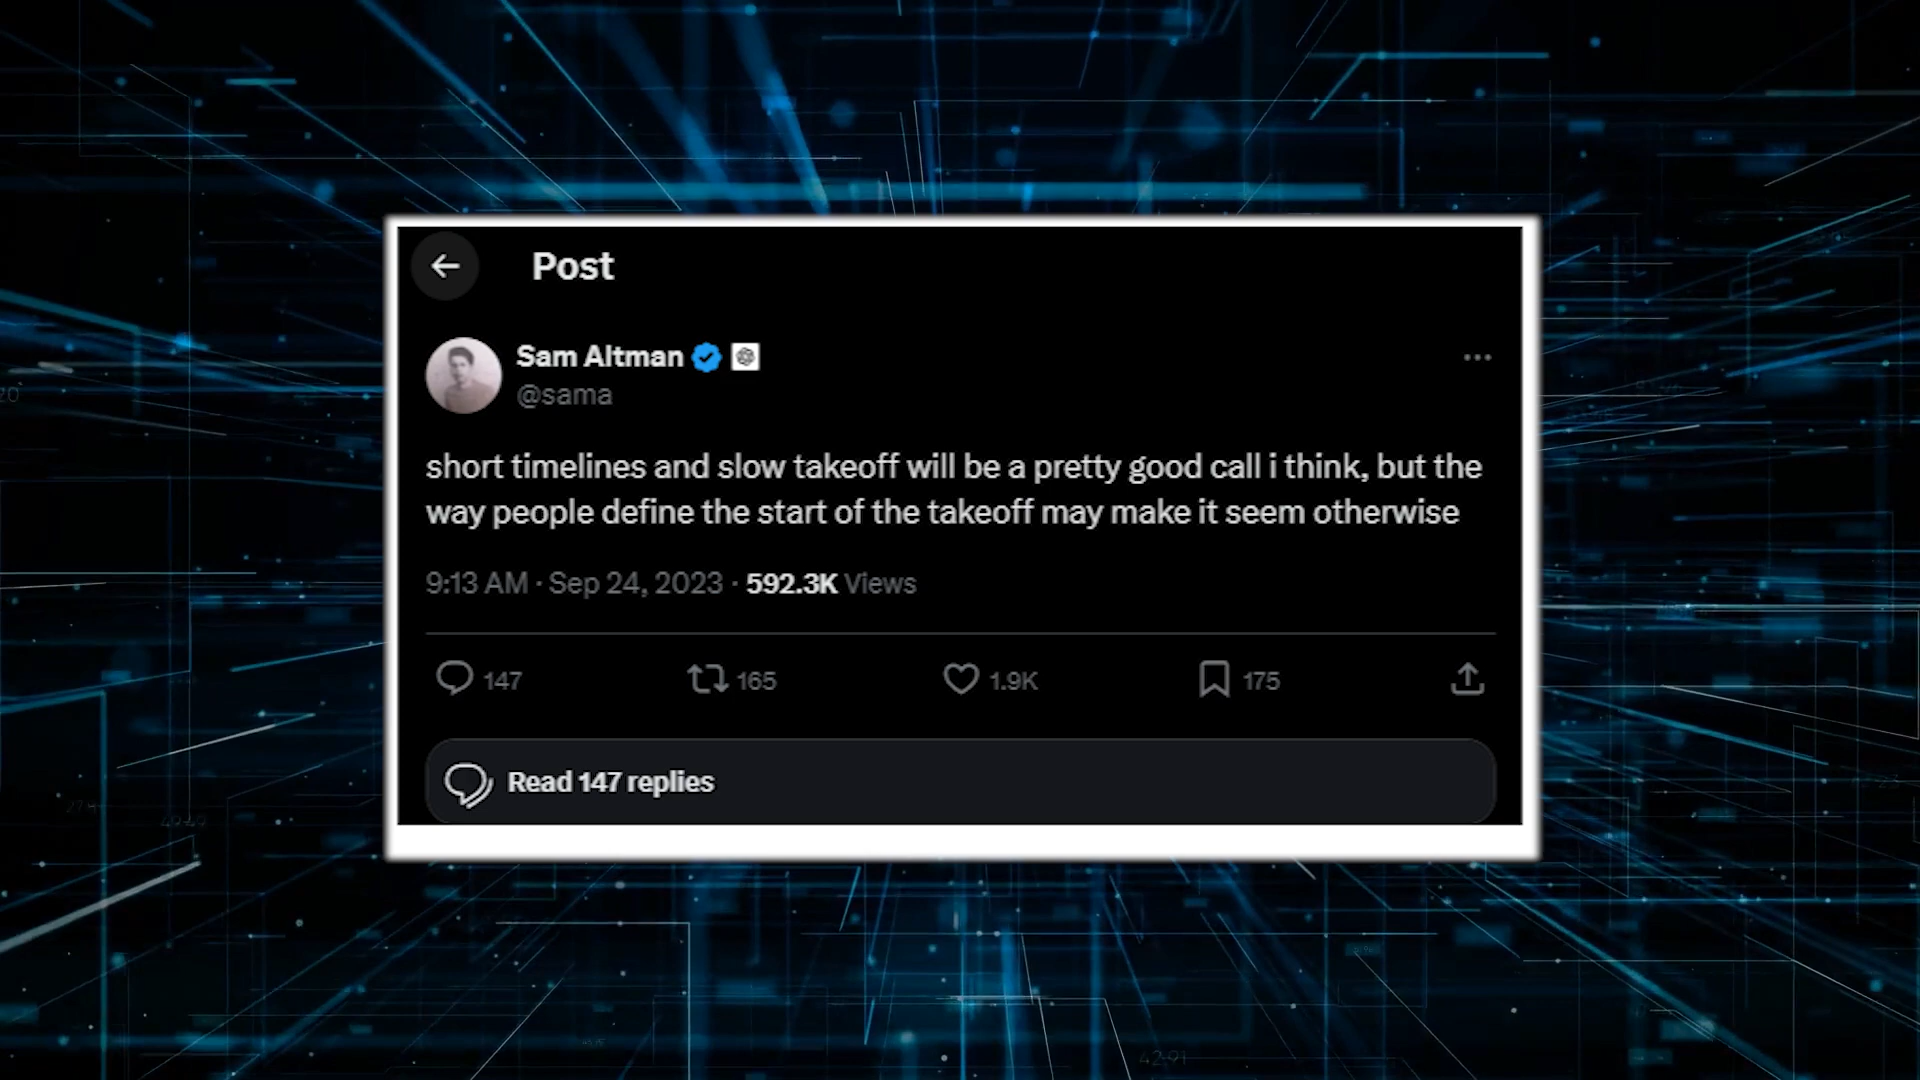 Post
Sam Altman
@sama
short timelines and slow takeoff will be a pretty good call i think, but the
way people define the start of the takeoff may make it seem otherwise
9:13 AM · Sep 24, 2023 · 592.3K Views
147 165 1.9K 175
Read 147 replies